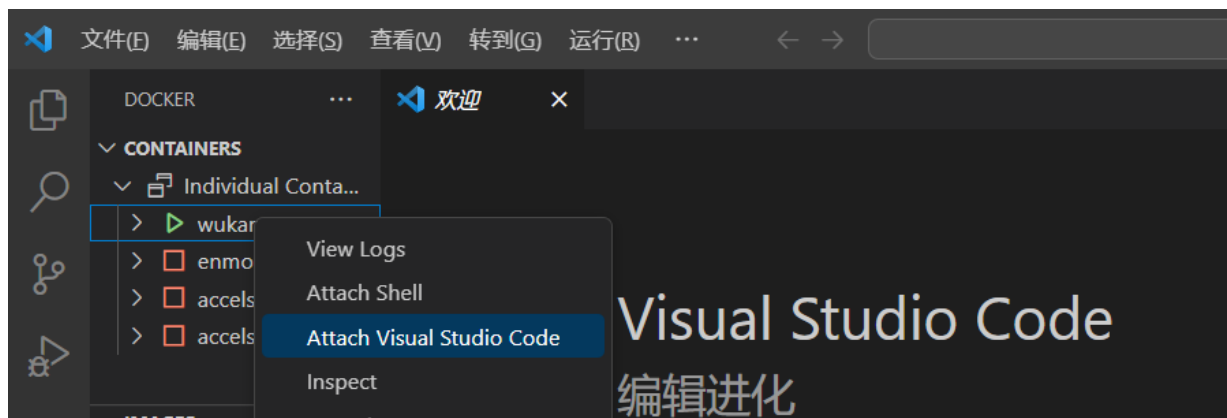 文件(F) 编辑(E) 选择(S) 查看(V) 转到(G) 运行(R) ···
DOCKER ··· 欢迎
CONTAINERS
Individual Conta...
wukar
enmo
accels
accels
View Logs
Attach Shell
Attach Visual Studio Code
Inspect
Visual Studio Code
编辑进化